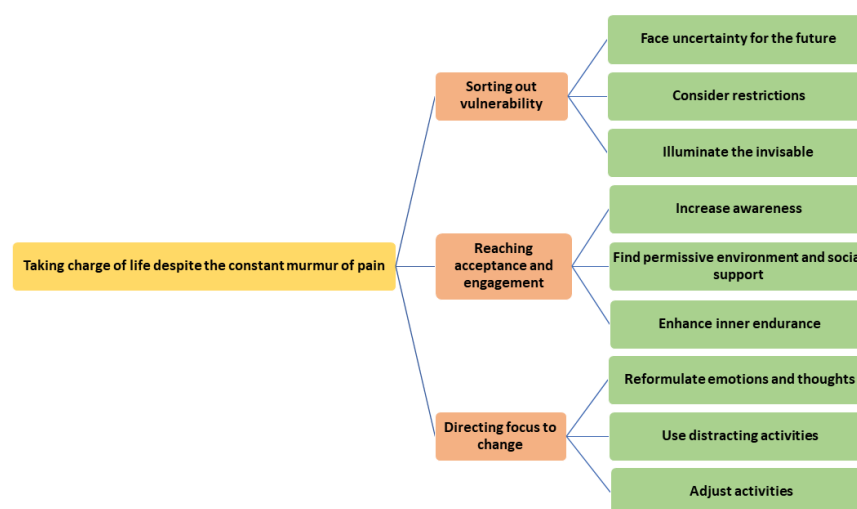 Taking charge of life despite the constant murmur of pain
Sorting out
vulnerability
Face uncertainty for the future
Consider restrictions
Illuminate the invisable
Reaching
acceptance and
engagement
Increase awareness
Find permissive environment and social
support
Enhance inner endurance
Directing focus to
change
Reformulate emotions and thoughts
Use distracting activities
Adjust activities